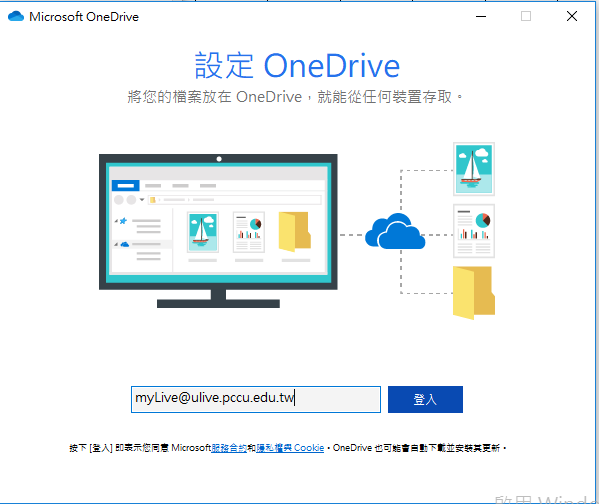 Microsoft OneDrive
設定 OneDrive
將您的檔案放在 OneDrive，就能從任何裝置存取。
myLive@ulive.pccu.edu.tw
登入
按下 [登入] 即表示您同意 Microsoft服務合約和隱私權與 Cookie。OneDrive 也可能會自動下載並安裝其更新。